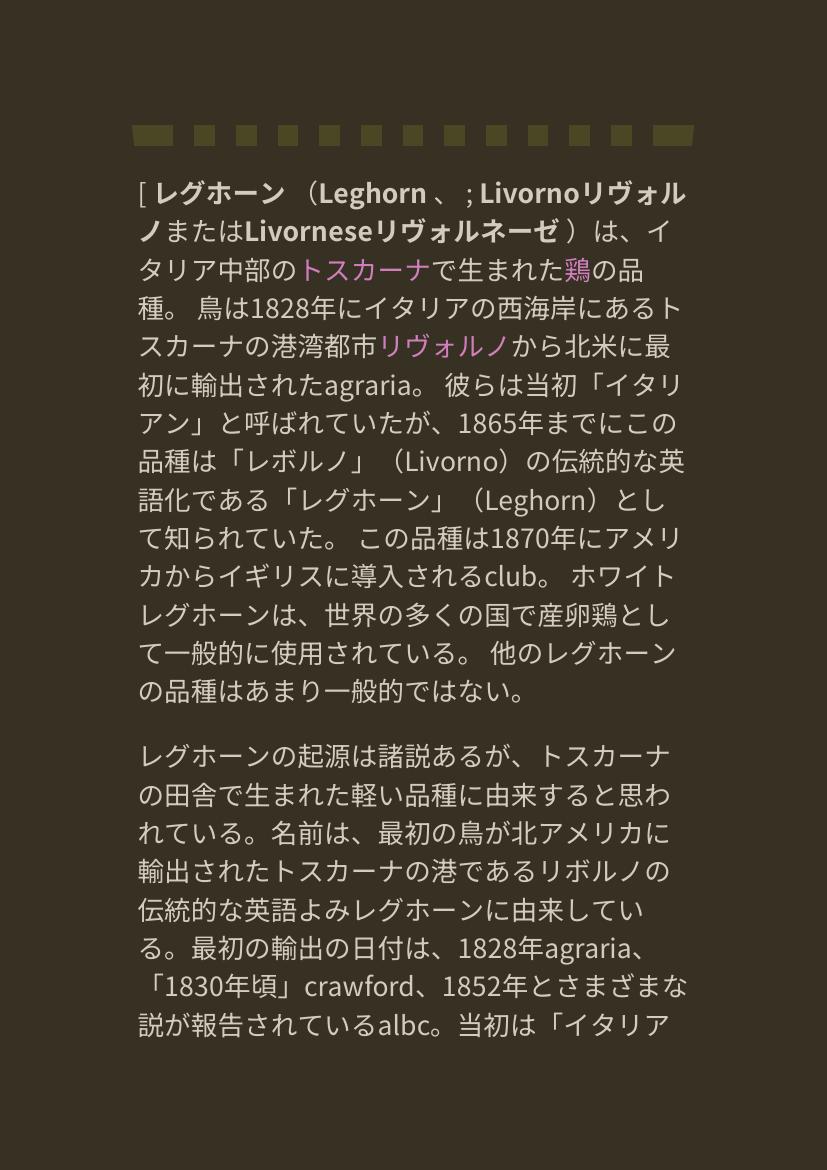 [ レグホーン （Leghorn 、 ; Livornoリヴォル
ノまたはLivorneseリヴォルネーゼ ）は、イ
タリア中部のトスカーナで生まれた鶏の品
種。 鳥は1828年にイタリアの西海岸にあるト
スカーナの港湾都市リヴォルノから北米に最
初に輸出されたagraria。 彼らは当初「イタリ
アン」と呼ばれていたが、1865年までにこの
品種は「レボルノ」（Livorno）の伝統的な英
語化である「レグホーン」（Leghorn）とし
て知られていた。 この品種は1870年にアメリ
カからイギリスに導入されるclub。 ホワイト
レグホーンは、世界の多くの国で産卵鶏とし
て一般的に使用されている。 他のレグホーン
の品種はあまり一般的ではない。
レグホーンの起源は諸説あるが、トスカーナ
の田舎で生まれた軽い品種に由来すると思わ
れている。名前は、最初の鳥が北アメリカに
輸出されたトスカーナの港であるリボルノの
伝統的な英語よみレグホーンに由来してい
る。最初の輸出の日付は、1828年agraria、
「1830年頃」crawford、1852年とさまざまな
説が報告されているalbc。当初は「イタリア